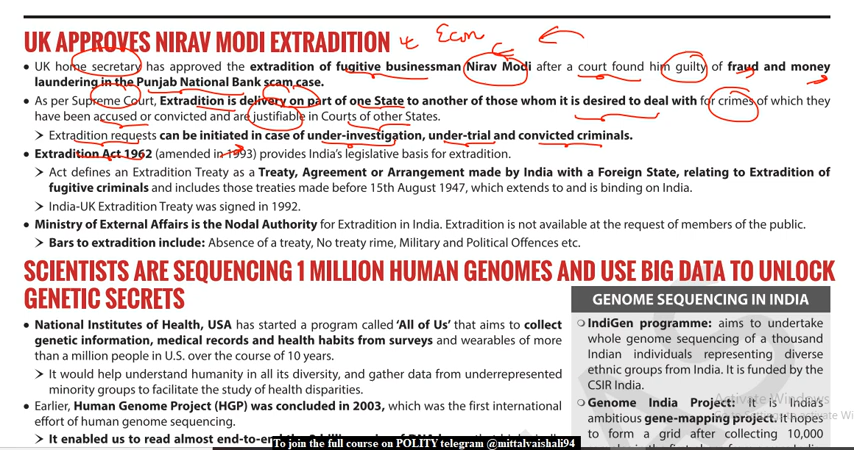 UK APPROVES NIRAV MODI EXTRADITION
Econ
UK home secretary has approved the extradition of fugitive businessman Nirav Modi after a court found him guilty of fraud and money
laundering in the Punjab National Bank scam case.
As per Supreme Court, Extradition is delivery on part of one State to another of those whom it is desired to deal with for crimes of which they
have been accused or convicted and are justifiable in Courts of other States.
Extradition requests can be initiated in case of under-investigation, under-trial and convicted criminals.
Extradition Act 1962 (amended in 1993) provides India's legislative basis for extradition.
Act defines an Extradition Treaty as a Treaty, Agreement or Arrangement made by India with a Foreign State, relating to Extradition of
fugitive criminals and includes those treaties made before 15th August 1947, which extends to and is binding on India.
India-UK Extradition Treaty was signed in 1992.
Ministry of External Affairs is the Nodal Authority for Extradition in India. Extradition is not available at the request of members of the public.
Bars to extradition include: Absence of a treaty, No treaty rime, Military and Political Offences etc.
SCIENTISTS ARE SEQUENCING 1 MILLION HUMAN GENOMES AND USE BIG DATA TO UNLOCK
GENETIC SECRETS
National Institutes of Health, USA has started a program called 'All of Us' that aims to collect
genetic information, medical records and health habits from surveys and wearables of more
than a million people in U.S. over the course of 10 years.
It would help understand humanity in all its diversity, and gather data from underrepresented
minority groups to facilitate the study of health disparities.
Earlier, Human Genome Project (HGP) was concluded in 2003, which was the first international
effort of human genome sequencing.
It enabled us to read almost end-to-end
GENOME SEQUENCING IN INDIA
IndiGen programme: aims to undertake
whole genome sequencing of a thousand
Indian individuals representing diverse
ethnic groups from India. It is funded by the
CSIR India.
Genome India Project: It is India's
ambitious gene-mapping project. It hopes
to form a grid after collecting 10,000
Activate Windows
To join the full course on POLITY telegram @mittalvaishali94